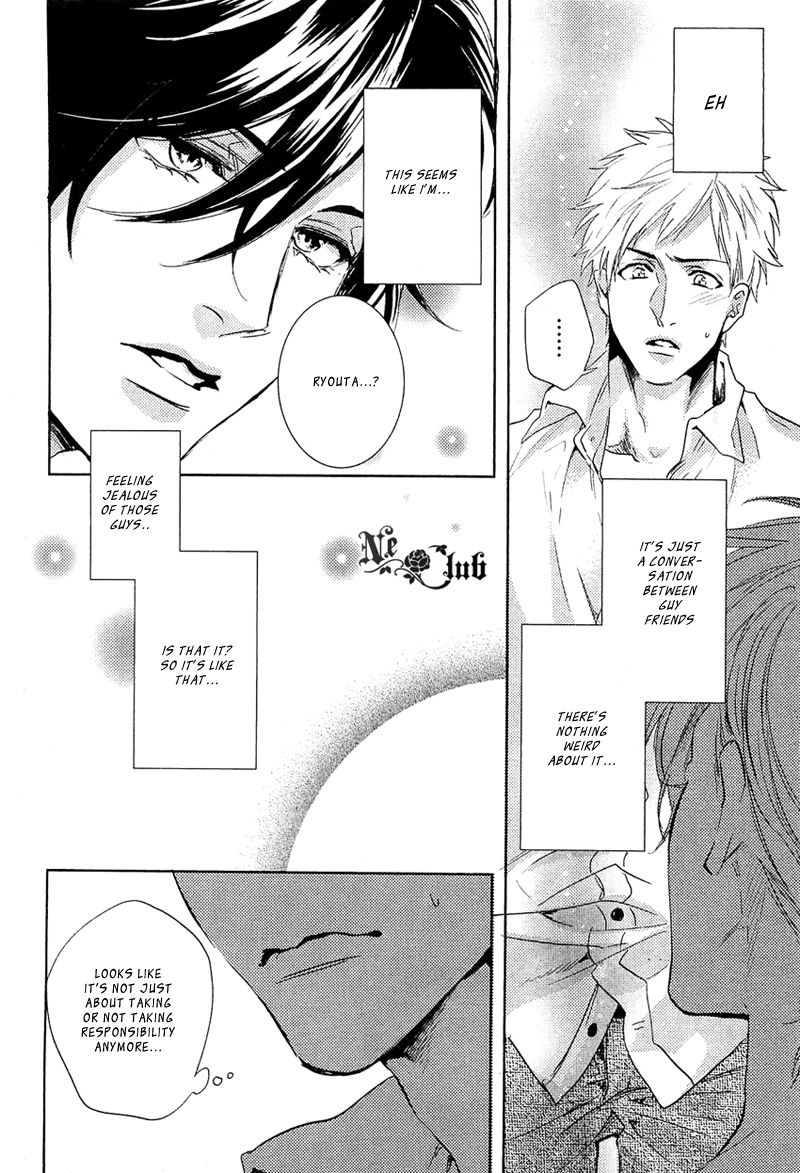 EH
......
IT'S JUST
A CONVER-
SATION
BETWEEN
GUY
FRIENDS
THERE'S
NOTHING
WEIRD
ABOUT IT...
THIS SEEMS
LIKE I'M...
RYOUTA...?
FEELING
JEALOUS
OF THOSE
GUYS..
IS THAT IT?
SO IT'S LIKE
THAT...
Ne Club
LOOKS LIKE
IT'S NOT JUST
ABOUT TAKING
OR NOT TAKING
RESPONSIBILITY
ANYMORE...